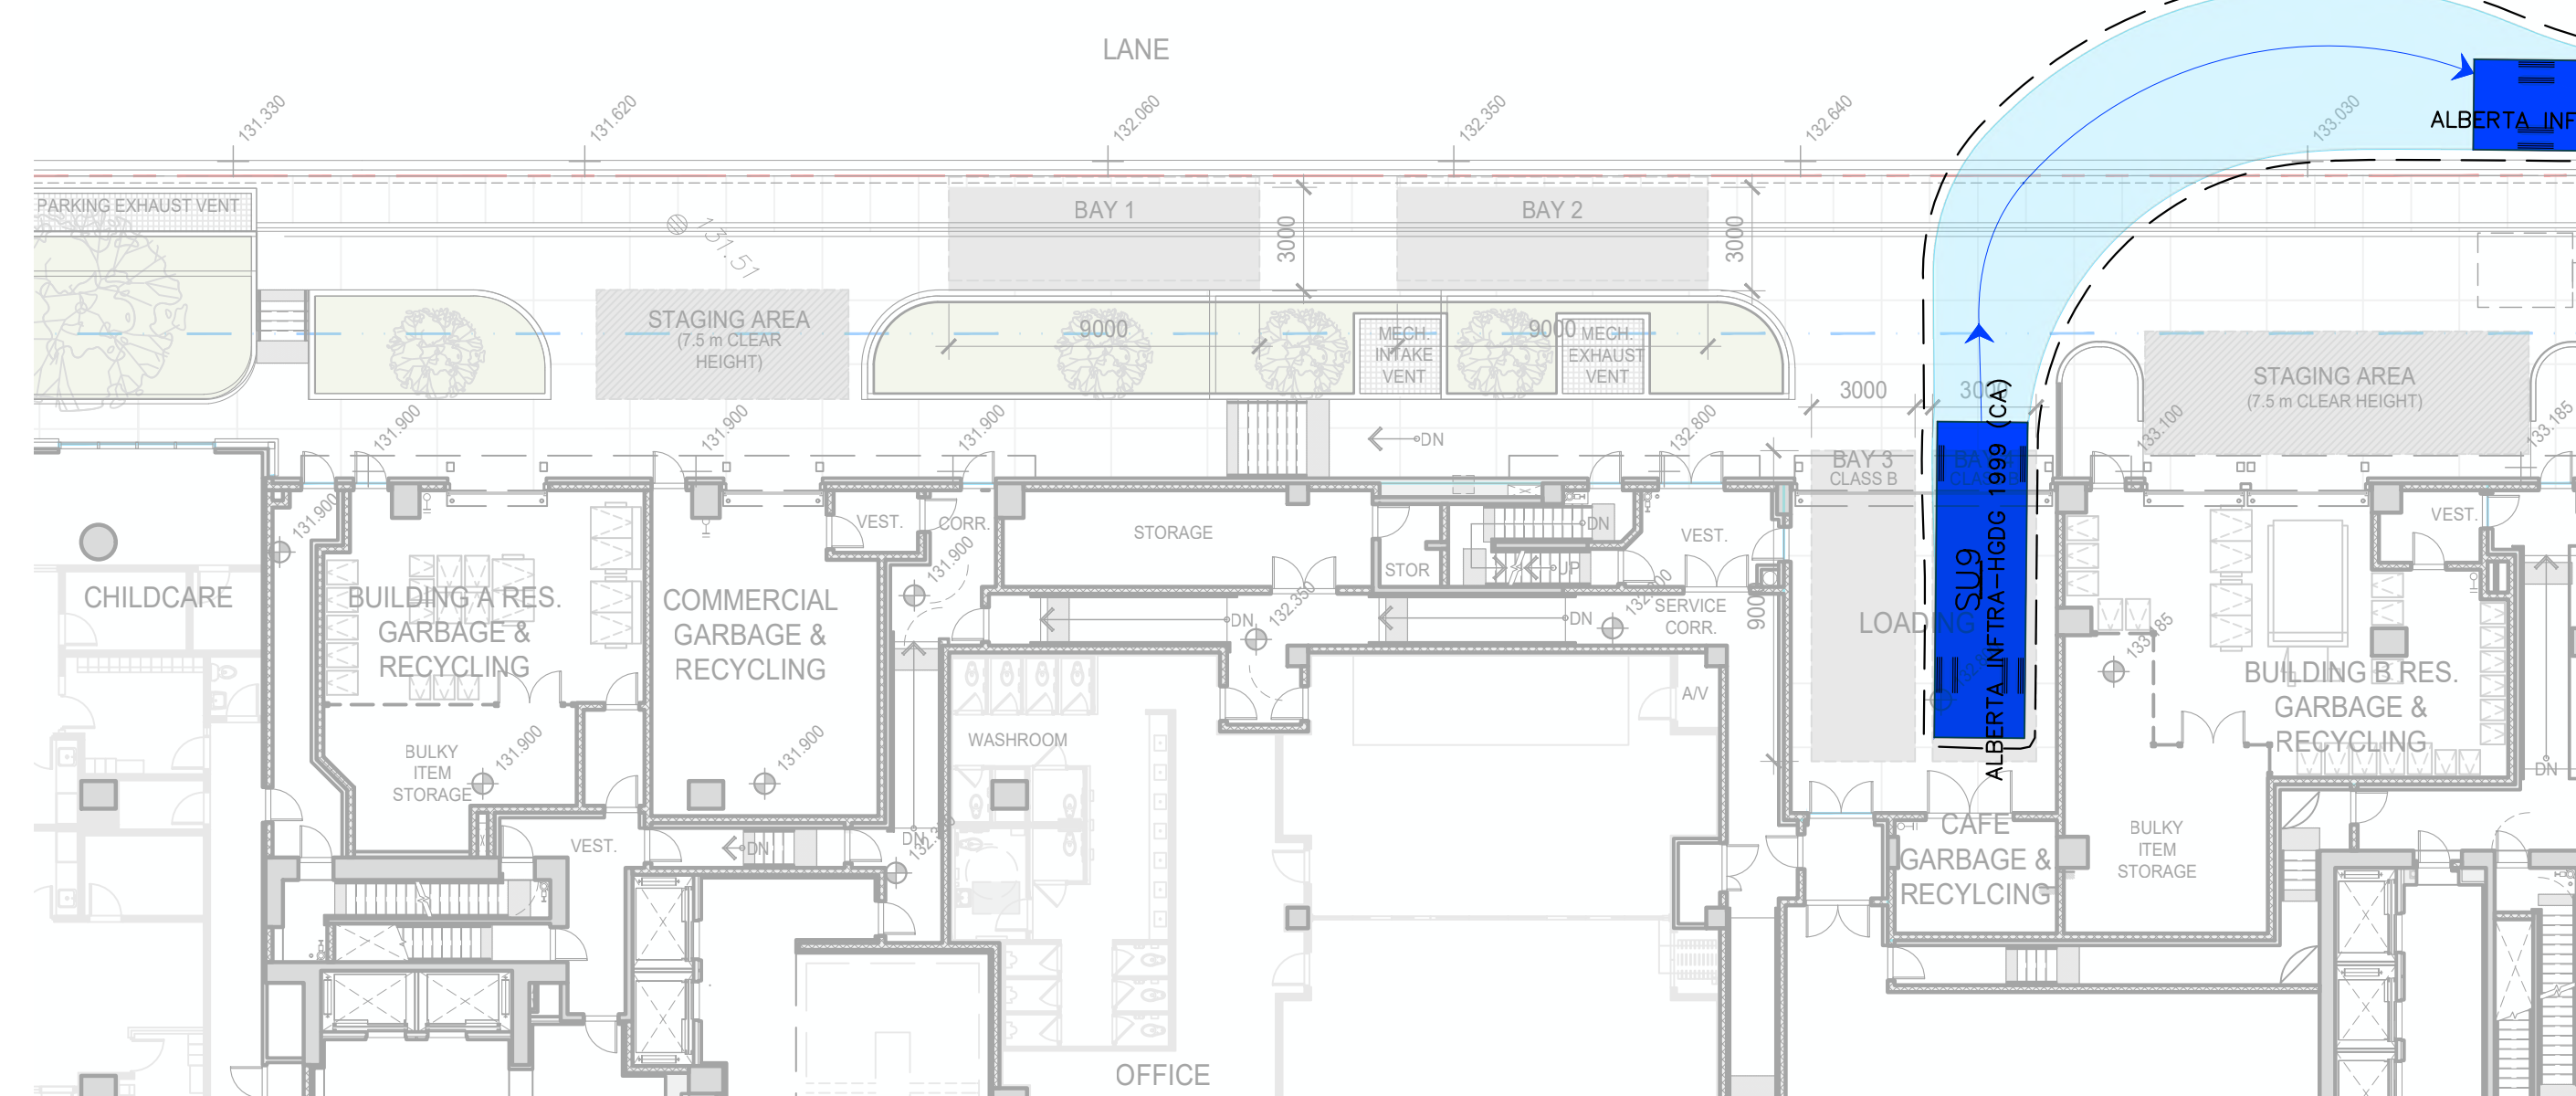 LANE
131.330
131.620
132.060
132.350
132.640
133.030
ALBERTA INF
PARKING EXHAUST VENT
131.51
BAY 1
3000
BAY 2
3000
STAGING AREA
(7.5 m CLEAR
HEIGHT)
9000
MECH.
INTAKE
VENT
9000
MECH.
EXHAUST
VENT
3000
STAGING AREA
(7.5 m CLEAR HEIGHT)
131.900
131.900
131.900
DN
132.800
133.100
133.185
BAY 3
CLASS B
131.900
VEST.
CORR.
131.900
STORAGE
STOR
DN
UP
VEST.
SU9
ALBERTA INFTRA-HGDG 1999 (CA)
VEST.
CHILDCARE
BUILDING A RES.
GARBAGE &
RECYCLING
COMMERCIAL
GARBAGE &
RECYCLING
DN
132.350
DN
SERVICE
CORR.
LOADING
BUILDING B RES.
GARBAGE &
RECYCLING
A/V
WASHROOM
BULKY
ITEM
STORAGE
131.900
131.900
DN
VEST.
DN
DN
CAFE
GARBAGE &
RECYLCING
BULKY
ITEM
STORAGE
OFFICE